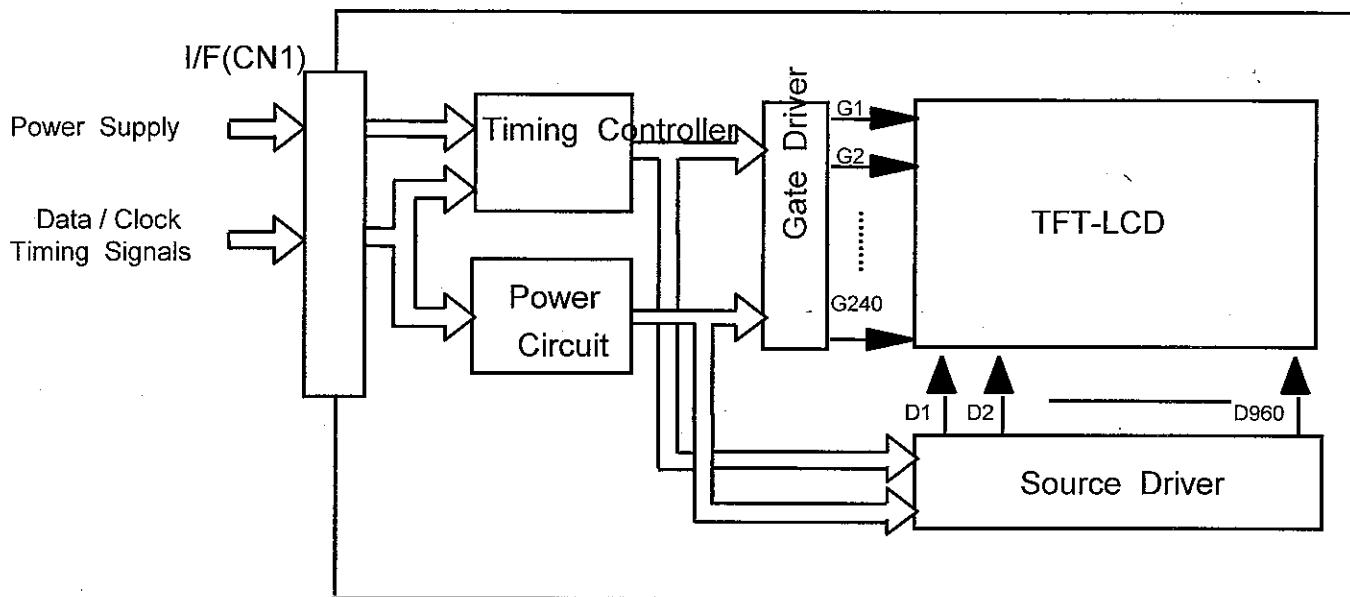 I/F(CN1)
Power Supply
Data / Clock
Timing Signals
Timing Controller
Power
Circuit
Gate Driver
G1
G2
........
G240
TFT-LCD
D1
D2
D960
Source Driver